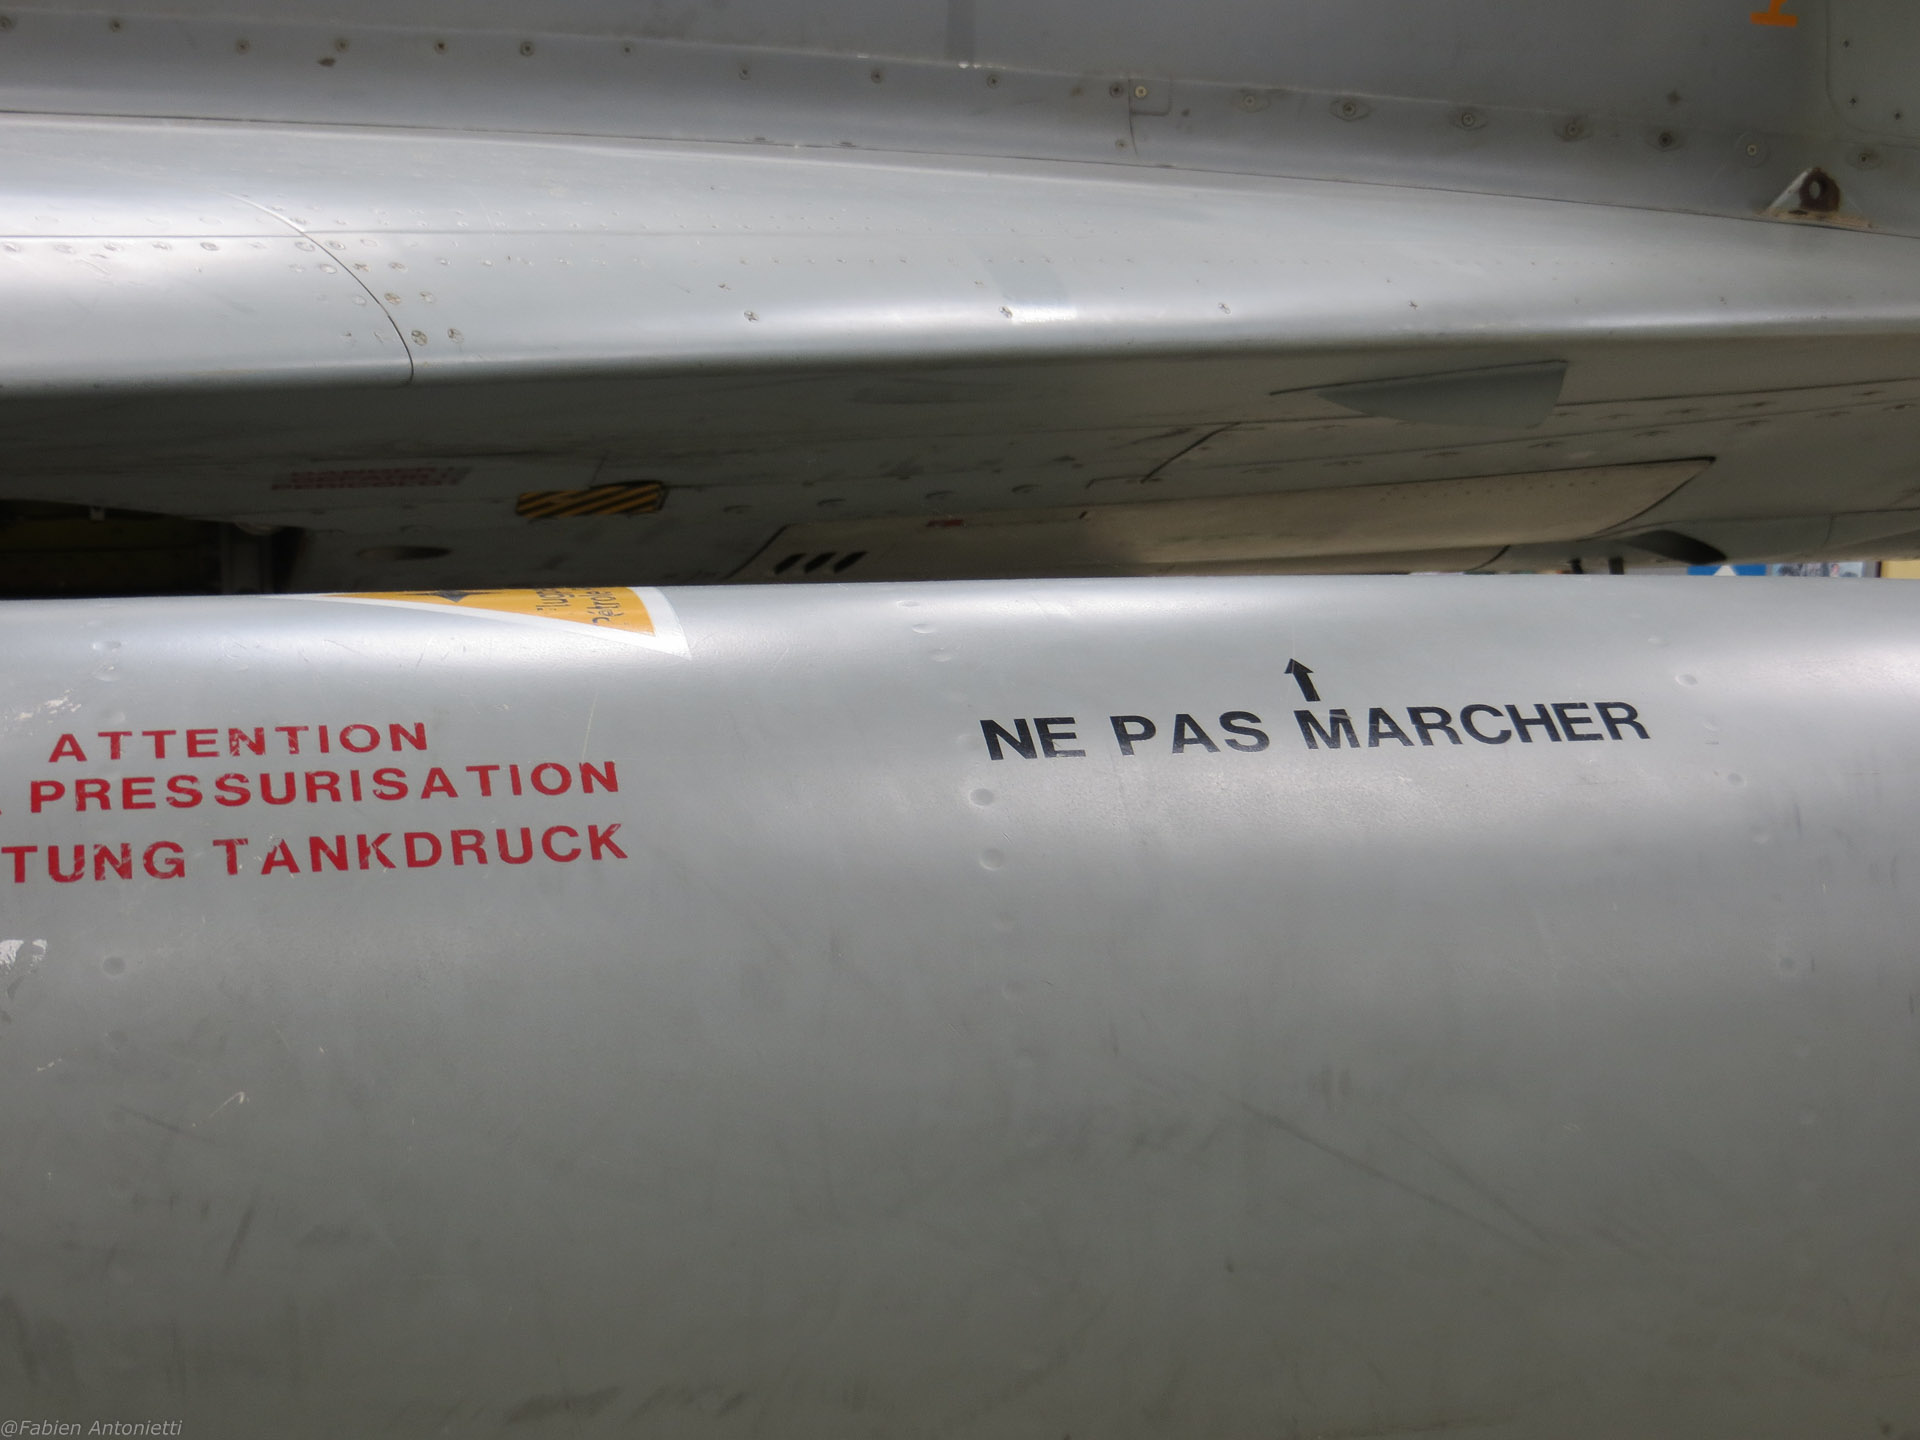 ATTENTION
PRESSURISATION
TUNG TANKDRUCK
NE PAS MARCHER
@Fabien Antonietti